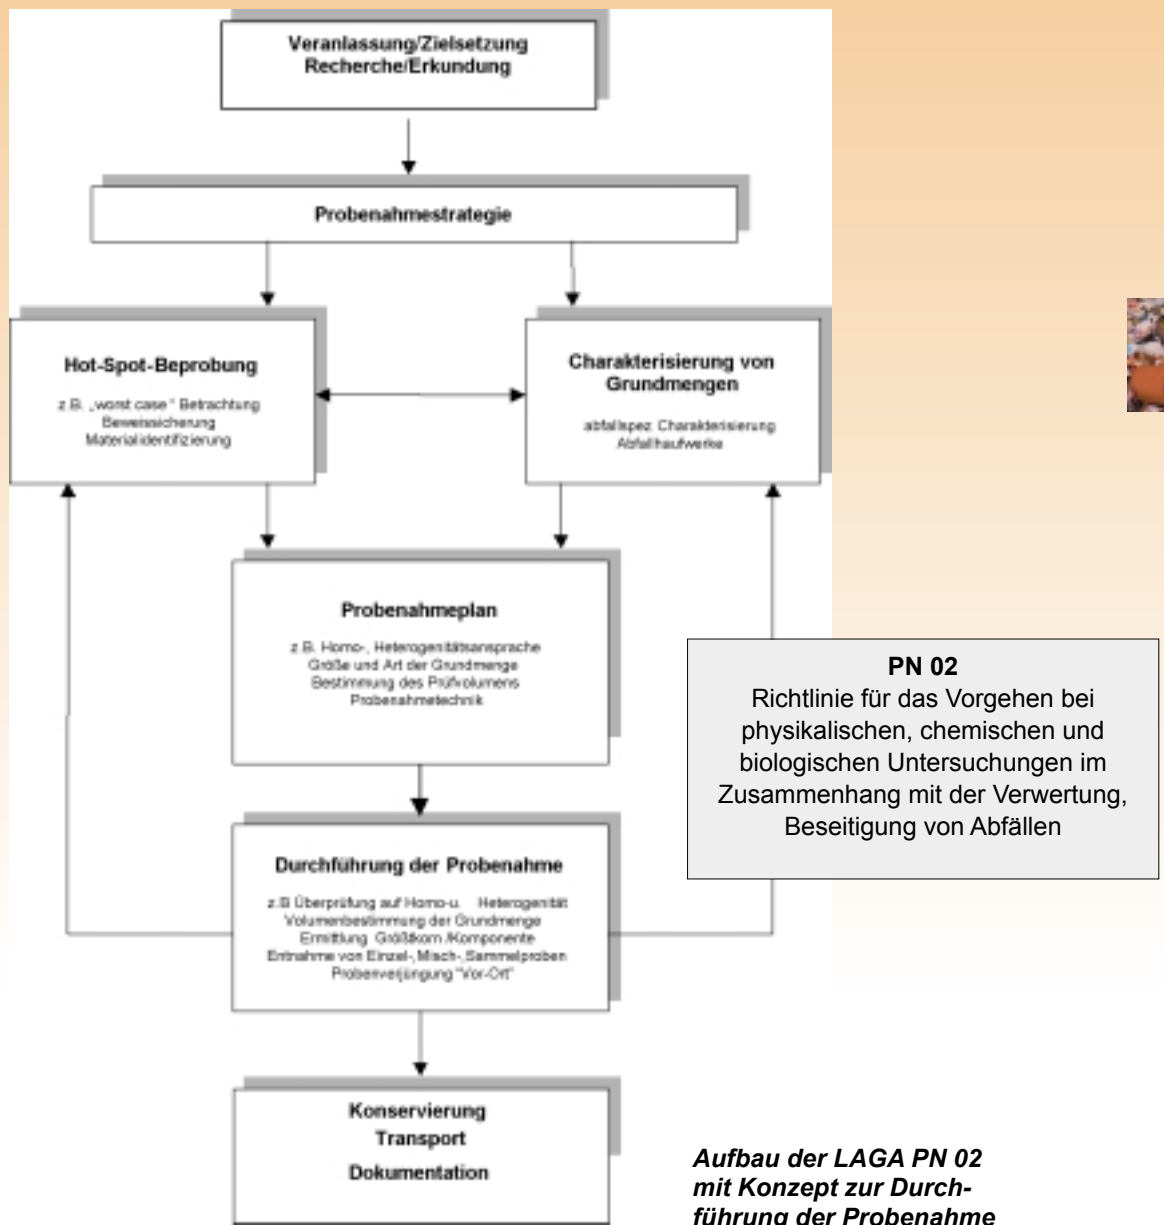 Veranlassung/Zielsetzung
Recherche/Erkundung
Probenahmestrategie
Hot-Spot-Beprobung
z.B. „worst case“ Betrachtung
Beweissicherung
Materialidentifizierung
Charakterisierung von
Grundmengen
abfallspez. Charakterisierung
Abfallhaufwerke
Probenahmeplan
z.B. Homo-, Heterogenitätsansprache
Größe und Art der Grundmenge
Bestimmung des Prüfvolumens
Probenahmetechnik
PN 02
Richtlinie für das Vorgehen bei
physikalischen, chemischen und
biologischen Untersuchungen im
Zusammenhang mit der Verwertung,
Beseitigung von Abfällen
Durchführung der Probenahme
z.B Überprüfung auf Homo-u. Heterogenität
Volumenbestimmung der Grundmenge
Ermittlung Größtkorn /Komponente
Entnahme von Einzel-,Misch-,Sammelproben
Probenverjüngung "Vor-Ort"
Konservierung
Transport
Dokumentation
Aufbau der LAGA PN 02
mit Konzept zur Durch-
führung der Probenahme